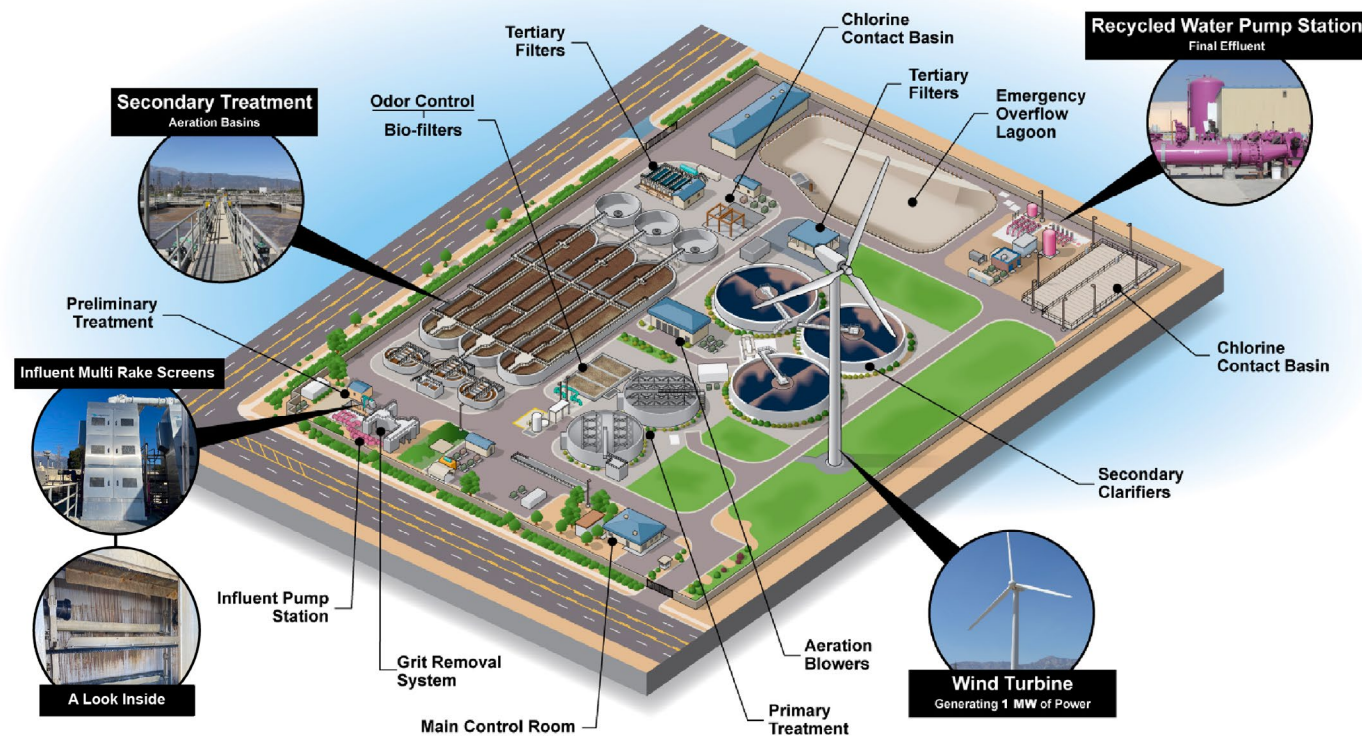 Tertiary
Filters
Chlorine
Contact Basin
Recycled Water Pump Station
Final Effluent
Tertiary
Filters
Emergency
Overflow
Lagoon
Secondary Treatment
Aeration Basins
Odor Control
Bio-filters
Preliminary
Treatment
Influent Multi Rake Screens
Chlorine
Contact Basin
Secondary
Clarifiers
Influent Pump
Station
Grit Removal
System
Aeration
Blowers
A Look Inside
Main Control Room
Primary
Treatment
Wind Turbine
Generating 1 MW of Power